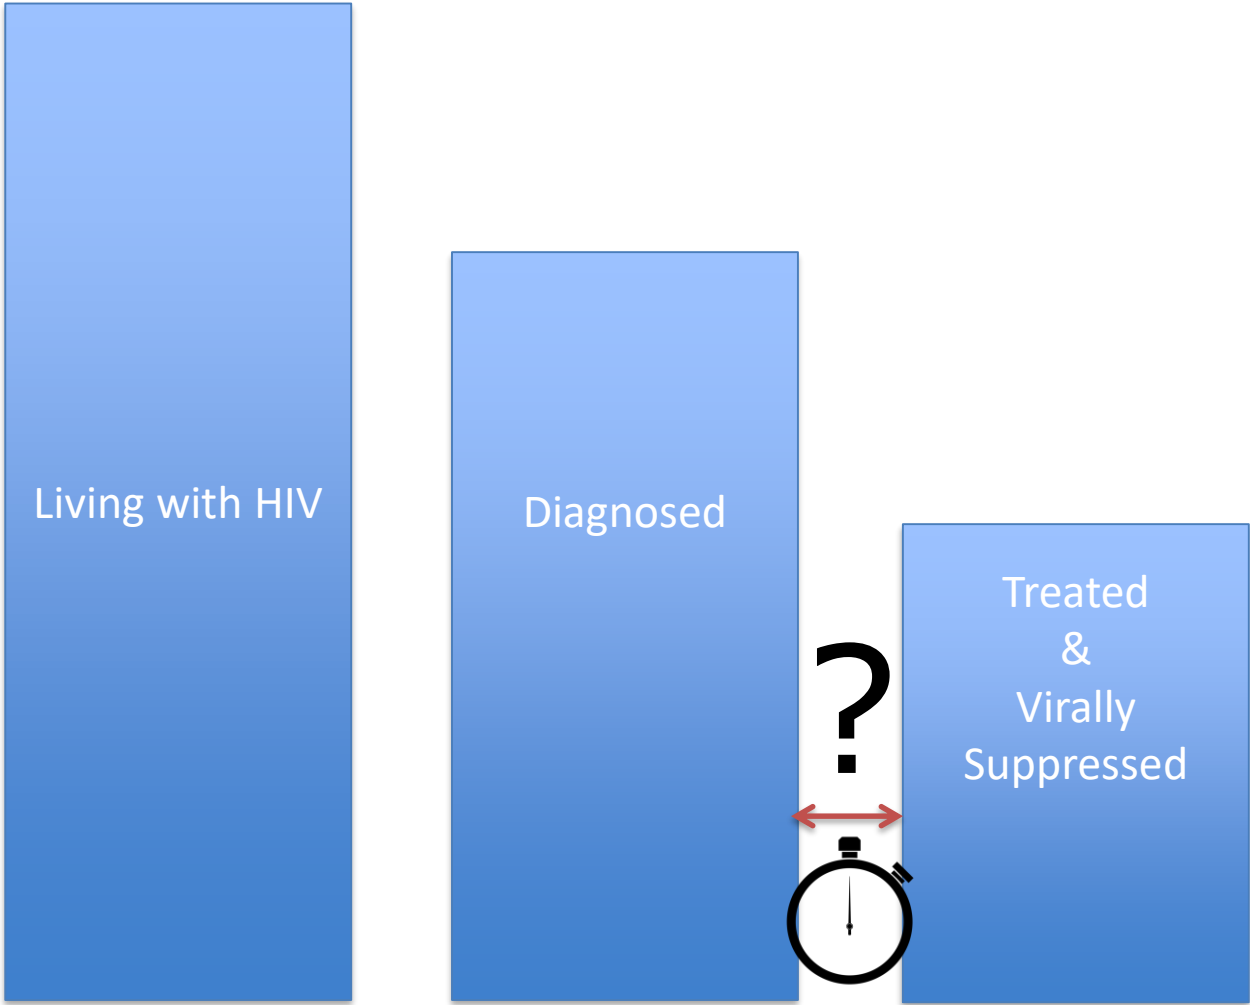 Living with HIV
Diagnosed
Treated
&
Virally
Suppressed
?